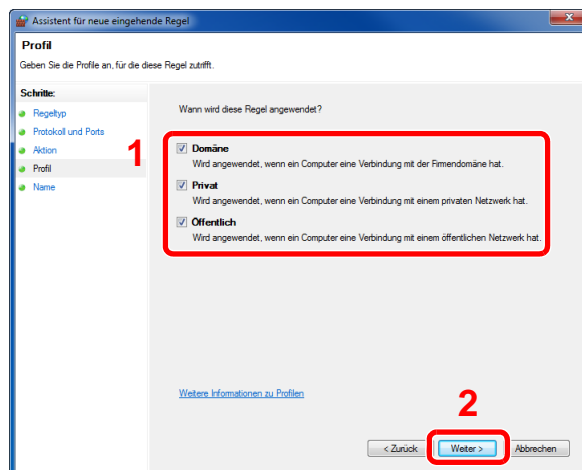 Assistent für neue eingehende Regel
Profil
Geben Sie die Profile an, für die diese Regel zutrifft.
Schritte:
Regeltyp
Protokoll und Ports
Aktion
Profil
Name
Wann wird diese Regel angewendet?
1
Domäne
Wird angewendet, wenn ein Computer eine Verbindung mit der Firmendomäne hat.
Privat
Wird angewendet, wenn ein Computer eine Verbindung mit einem privaten Netzwerk hat.
Öffentlich
Wird angewendet, wenn ein Computer eine Verbindung mit einem öffentlichen Netzwerk hat.
Weitere Informationen zu Profilen
2
< Zurück
Weiter >
Abbrechen